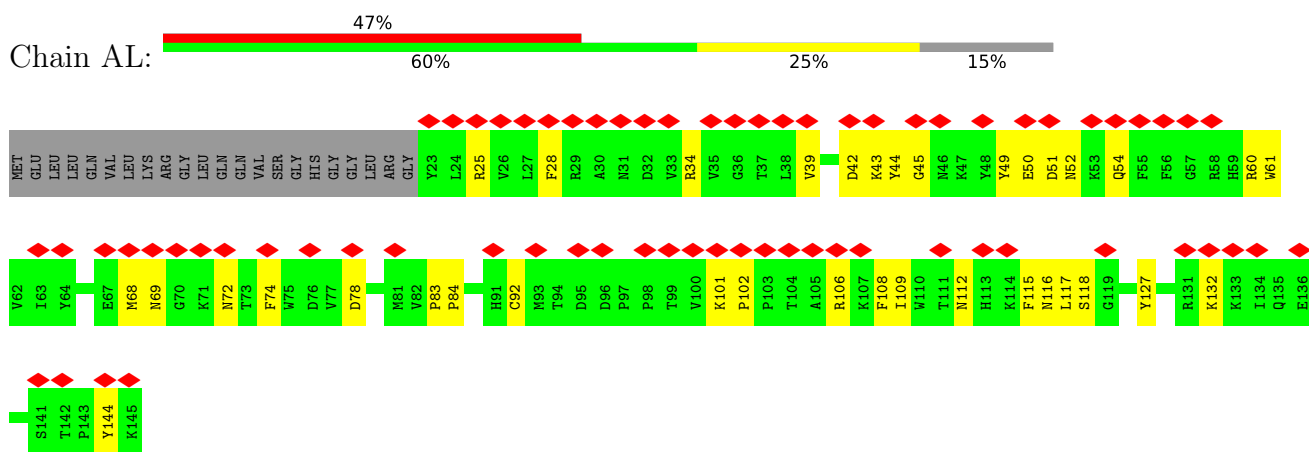 47%
Chain AL:
60% 25% 15%
MET GLU LEU LEU GLN VAL LEU LYS ARG GLY LEU GLN GLN VAL SER GLY HIS GLY GLY LEU ARG GLY Y23 L24 R25 V26 L27 F28 R29 A30 N31 D32 V33 R34 V35 G36 T37 L38 V39 D42 K43 Y44 G45 N46 K47 Y48 Y49 E50 D51 N52 K53 Q54 F55 F56 G57 R58 H59 R60 W61
V62 I63 Y64 E67 M68 N69 G70 K71 N72 T73 F74 W75 D76 V77 D78 M81 V82 P83 P84 H91 C92 M93 T94 D95 D96 P97 P98 T99 V100 K101 P102 P103 T104 A105 R106 K107 F108 I109 W110 T111 N112 H113 K114 F115 N116 L117 S118 G119 Y127 R131 K132 K133 I134 Q135 E136
S141 T142 P143 Y144 K145